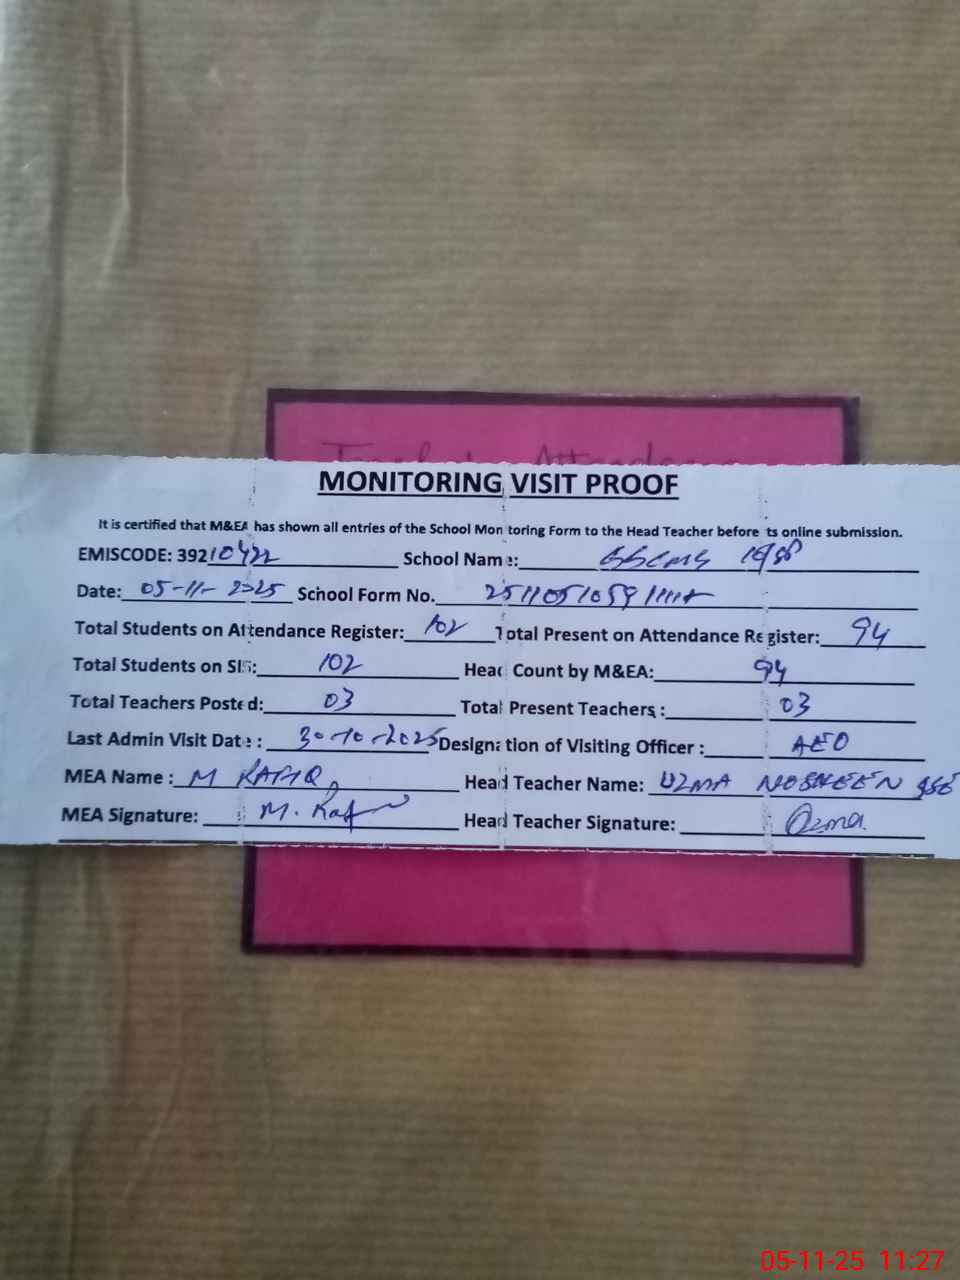 Teacher Attendance
MONITORING VISIT PROOF
It is certified that M&EA has shown all entries of the School Monitoring Form to the Head Teacher before its online submission.
EMISCODE: 39210422 School Name:
Date: 05-11-2025 School Form No.
Total Students on Attendance Register: 102 Total Present on Attendance Register: 94
Total Students on SIS: 102 Head Count by M&EA: 94
Total Teachers Posted: 03 Total Present Teachers : 03
Last Admin Visit Date : 30-10-2025 Designation of Visiting Officer : AEO
MEA Name : M RAFIQ Head Teacher Name: UZMA NOSHEEN
MEA Signature: M. Raf Head Teacher Signature: Uzma
05-11-25 11:27